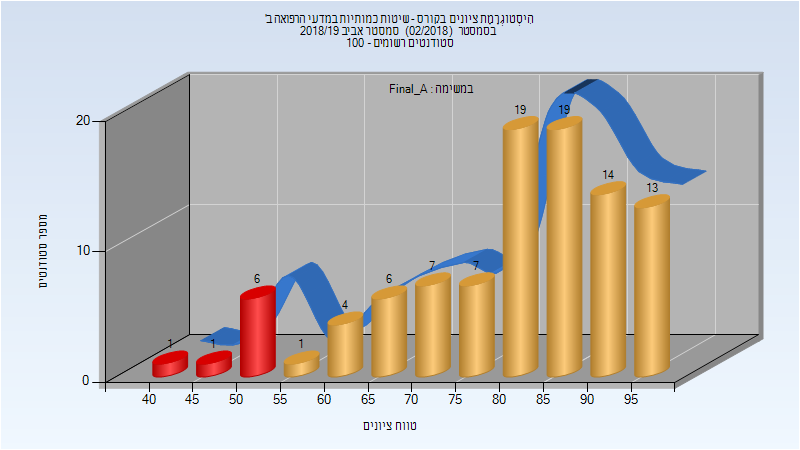 היסטוגרמת ציונים בקורס - שיטות כמותיות במדעי הרפואה ב'
בסמסטר (02/2018) סמסטר אביב 2018/19
סטודנטים רשומים - 100
במשימה : Final_A
מספר סטודנטים
20
10
0
1
1
6
1
4
6
7
7
19
19
14
13
40 45 50 55 60 65 70 75 80 85 90 95
טווח ציונים